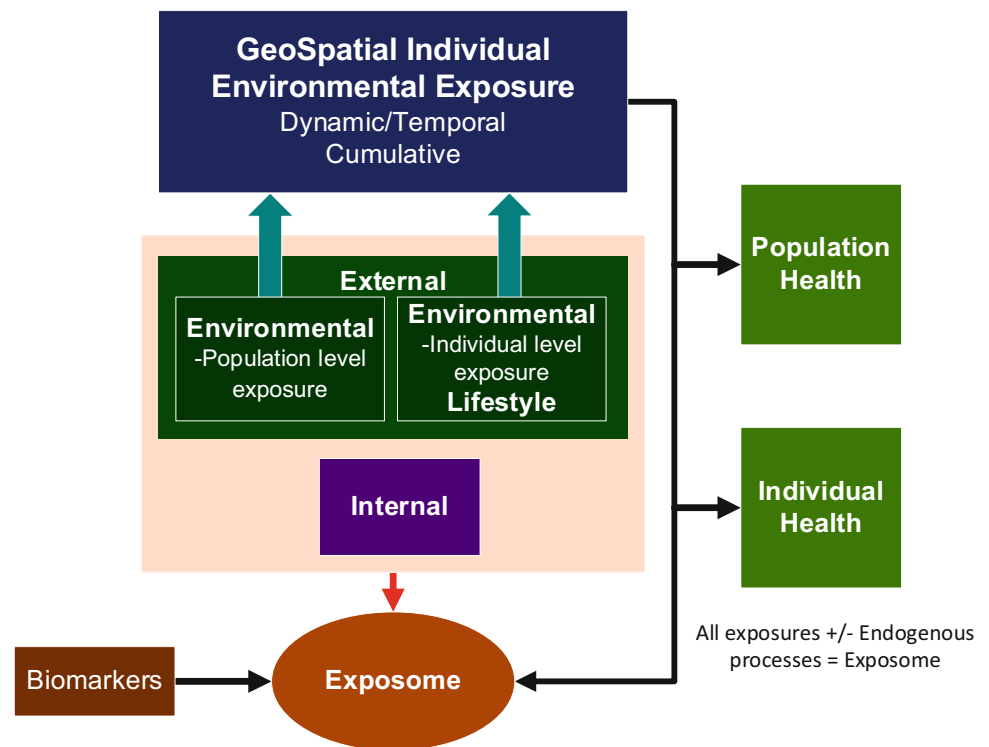 GeoSpatial Individual
Environmental Exposure
Dynamic/Temporal
Cumulative
External
Environmental
-Population level
exposure
Environmental
-Individual level
exposure
Lifestyle
Internal
Population
Health
Individual
Health
All exposures +/- Endogenous
processes = Exposome
Biomarkers
Exposome